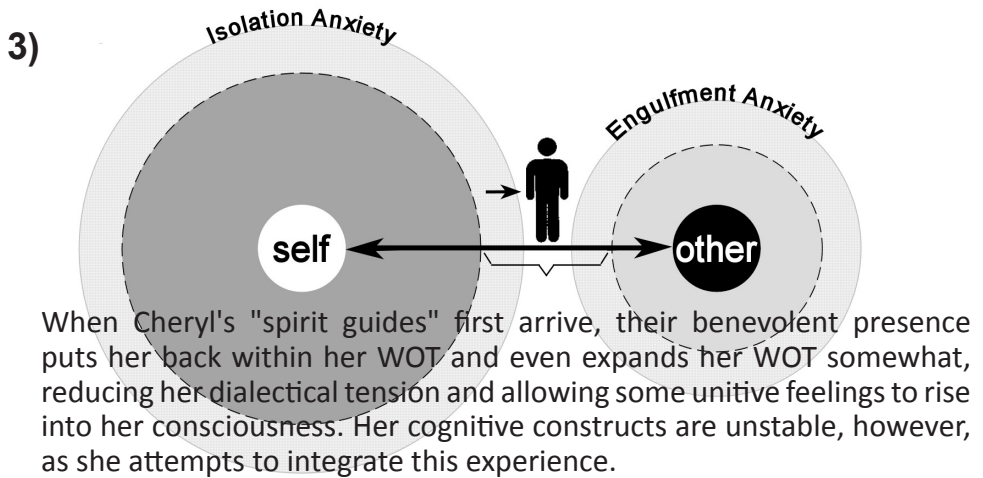 3)
Isolation Anxiety
Engulfment Anxiety
self
other
When Cheryl's "spirit guides" first arrive, their benevolent presence
puts her back within her WOT and even expands her WOT somewhat,
reducing her dialectical tension and allowing some unitive feelings to rise
into her consciousness. Her cognitive constructs are unstable, however,
as she attempts to integrate this experience.